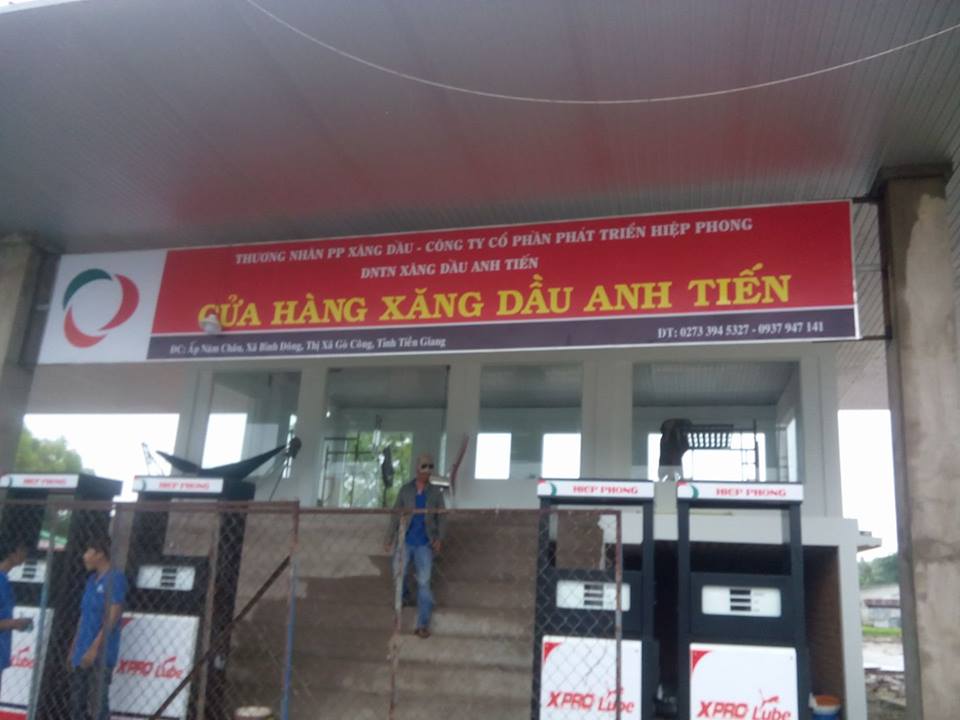 THƯƠNG NHÂN PP XĂNG DẦU - CÔNG TY CỔ PHẦN PHÁT TRIỂN HIỆP PHONG
DNTN XĂNG DẦU ANH TIẾN
CỬA HÀNG XĂNG DẦU ANH TIẾN
ĐC: Ấp Năm Châu, Xã Bình Đông, Thị Xã Gò Công, Tỉnh Tiền Giang
ĐT: 0273 394 5327 - 0937 947 141
HIEP PHONG
HIEP PHONG
HIEP PHONG
HIEP PHONG
XPRO Lube
XPRO Lube
XPRO Lube
Lube